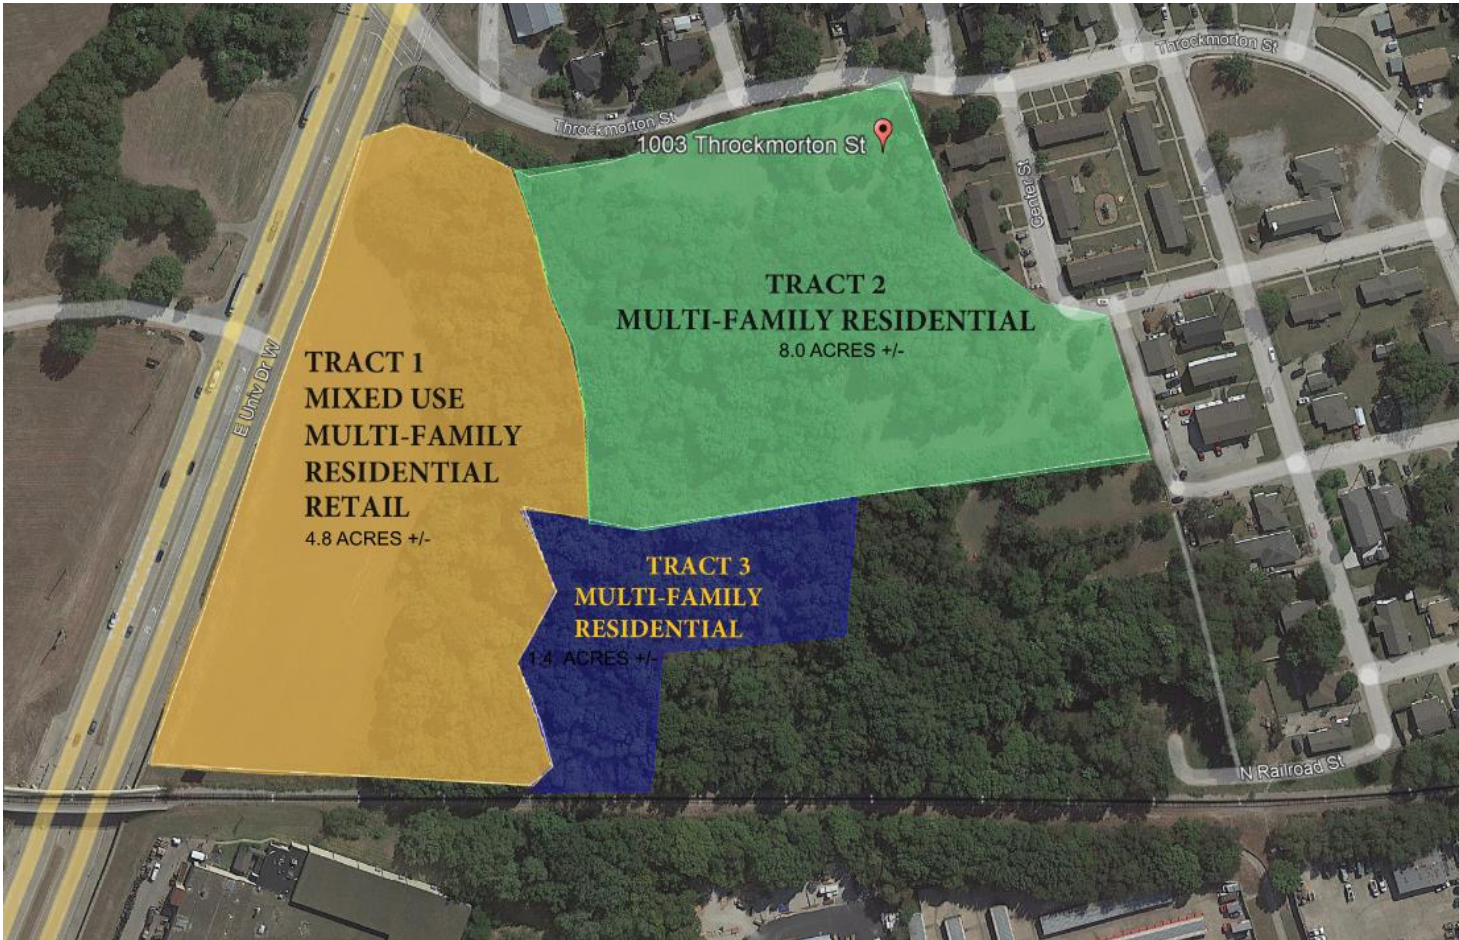 Throckmorton St
Throckmorton St
1003 Throckmorton St
Center St
TRACT 2
MULTI-FAMILY RESIDENTIAL
8.0 ACRES +/-
E Univ Dr W
TRACT 1
MIXED USE
MULTI-FAMILY
RESIDENTIAL
RETAIL
4.8 ACRES +/-
TRACT 3
MULTI-FAMILY
RESIDENTIAL
1.4 ACRES +/-
N Railroad St